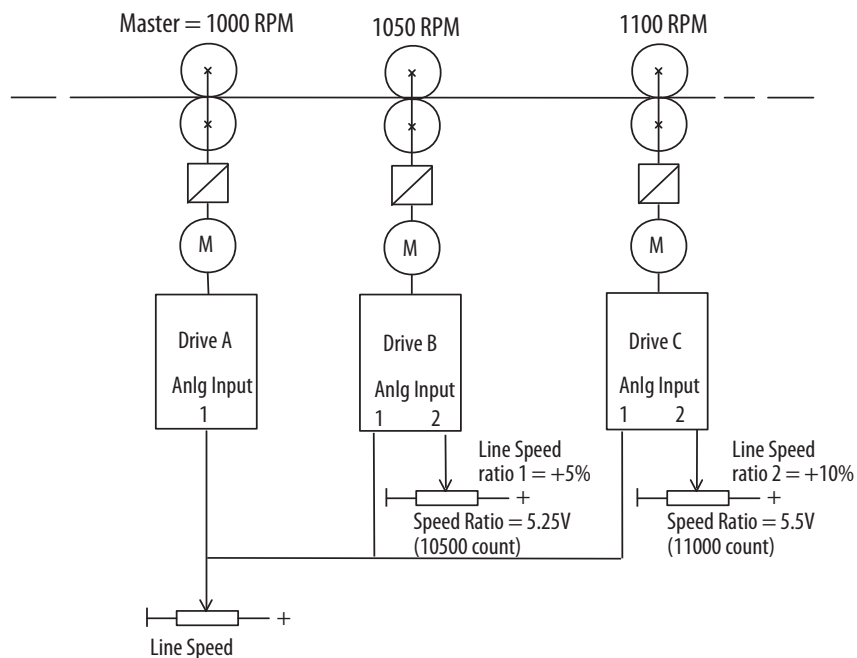 Master = 1000 RPM
1050 RPM
1100 RPM
M
M
M
Drive A
Anlg Input
1
Drive B
Anlg Input
1 2
Drive C
Anlg Input
1 2
Line Speed
ratio 1 = +5%
+
Speed Ratio = 5.25V
(10500 count)
Line Speed
ratio 2 = +10%
+
Speed Ratio = 5.5V
(11000 count)
+
Line Speed